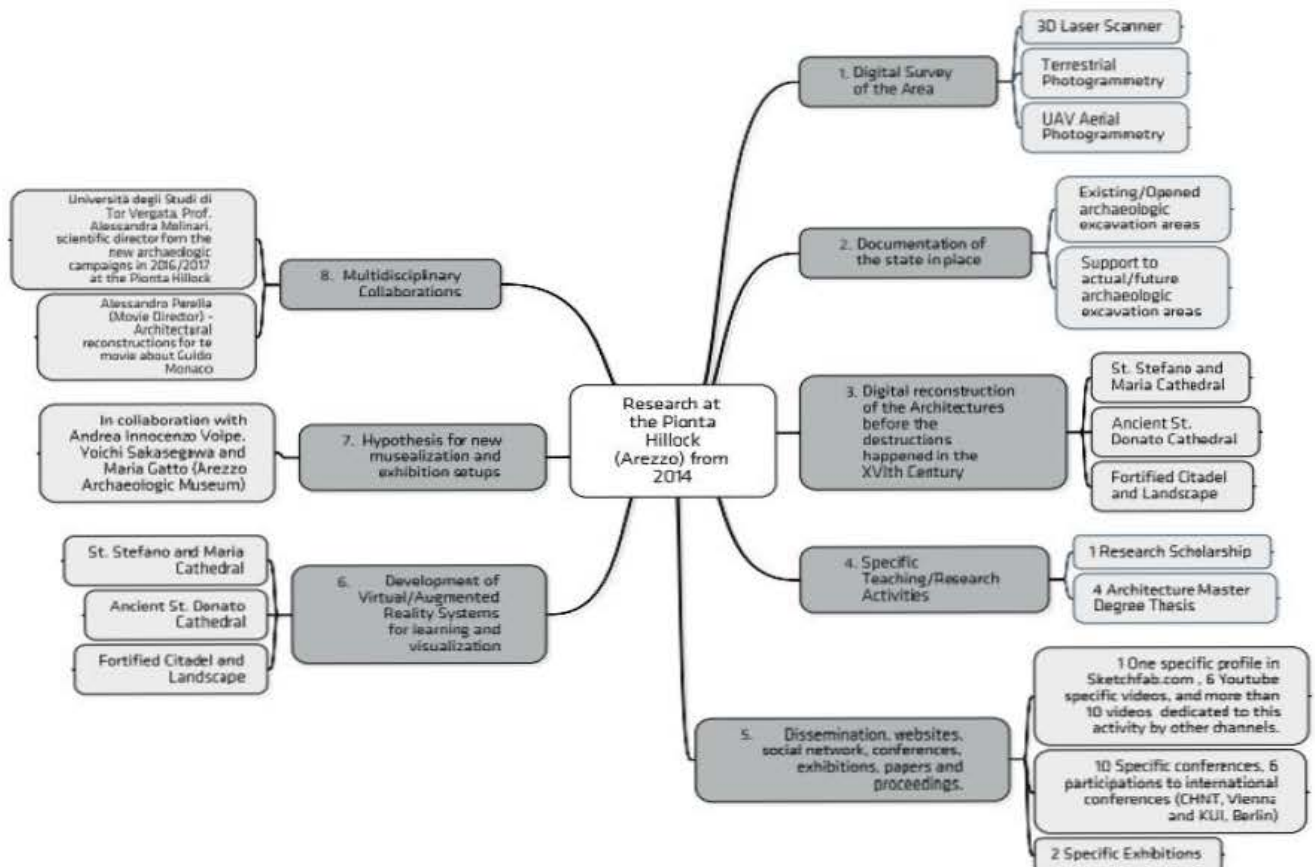 Research at
the Pionta
Hillock
(Arezzo) from
2014
1. Digital Survey
of the Area
3D Laser Scanner
Terrestrial
Photogrammetry
UAV Aerial
Photogrammetry
2. Documentation of
the state in place
Existing/Opened
archaeologic
excavation areas
Support to
actual/future
archaeologic
excavation areas
3. Digital reconstruction
of the Architectures
before the
destructions
happened in the
XVIth Century
St. Stefano and
Maria Cathedral
Ancient St.
Donato Cathedral
Fortified Citadel
and Landscape
4. Specific
Teaching/Research
Activities
1 Research Scholarship
4 Architecture Master
Degree Thesis
5. Dissemination, websites,
social network, conferences,
exhibitions, papers and
proceedings.
1 One specific profile in
Sketchfab.com , 6 Youtube
specific videos, and more than
10 videos dedicated to this
activity by other channels.
10 Specific conferences, 6
participations to international
conferences (CHNT, Vienna
and KUI, Berlin)
2 Specific Exhibitions
6. Development of
Virtual/Augmented
Reality Systems
for learning and
visualization
St. Stefano and Maria
Cathedral
Ancient St. Donato
Cathedral
Fortified Citadel and
Landscape
7. Hypothesis for new
musealization and
exhibition setups
In collaboration with
Andrea Innocenzo Volpe,
Yoichi Sakasegawa and
Maria Gatto (Arezzo
Archaeologic Museum)
8. Multidisciplinary
Collaborations
Università degli Studi di
Tor Vergata, Prof.
Alessandra Molinari,
scientific director fom the
new archaeologic
campaigns in 2016/2017
at the Pionta Hillock
Alessandro Perella
(Movie Director) -
Architectural
reconstructions for te
movie about Guido
Monaco